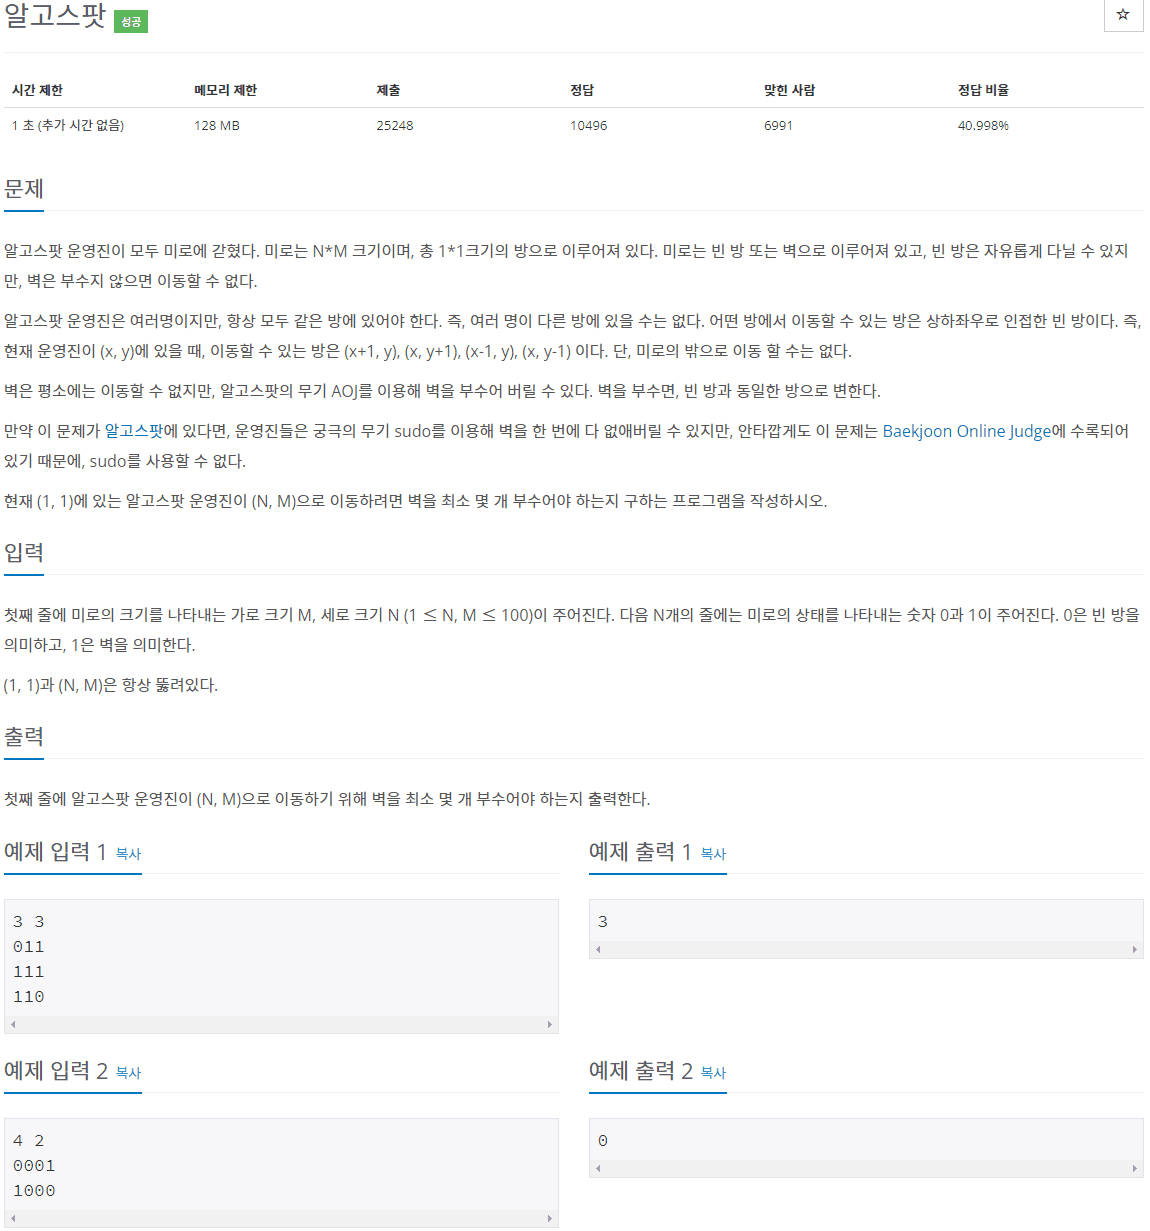 알고스팟 성공 ☆
시간 제한 메모리 제한 제출 정답 맞힌 사람 정답 비율
1 초 (추가 시간 없음) 128 MB 25248 10496 6991 40.998%
문제
알고스팟 운영진이 모두 미로에 갇혔다. 미로는 N*M 크기이며, 총 1*1크기의 방으로 이루어져 있다. 미로는 빈 방 또는 벽으로 이루어져 있고, 빈 방은 자유롭게 다닐 수 있지
만, 벽은 부수지 않으면 이동할 수 없다.
알고스팟 운영진은 여러명이지만, 항상 모두 같은 방에 있어야 한다. 즉, 여러 명이 다른 방에 있을 수는 없다. 어떤 방에서 이동할 수 있는 방은 상하좌우로 인접한 빈 방이다. 즉,
현재 운영진이 (x, y)에 있을 때, 이동할 수 있는 방은 (x+1, y), (x, y+1), (x-1, y), (x, y-1) 이다. 단, 미로의 밖으로 이동 할 수는 없다.
벽은 평소에는 이동할 수 없지만, 알고스팟의 무기 AOJ를 이용해 벽을 부수어 버릴 수 있다. 벽을 부수면, 빈 방과 동일한 방으로 변한다.
만약 이 문제가 알고스팟에 있다면, 운영진들은 궁극의 무기 sudo를 이용해 벽을 한 번에 다 없애버릴 수 있지만, 안타깝게도 이 문제는 Baekjoon Online Judge에 수록되어
있기 때문에, sudo를 사용할 수 없다.
현재 (1, 1)에 있는 알고스팟 운영진이 (N, M)으로 이동하려면 벽을 최소 몇 개 부수어야 하는지 구하는 프로그램을 작성하시오.
입력
첫째 줄에 미로의 크기를 나타내는 가로 크기 M, 세로 크기 N (1 ≤ N, M ≤ 100)이 주어진다. 다음 N개의 줄에는 미로의 상태를 나타내는 숫자 0과 1이 주어진다. 0은 빈 방을
의미하고, 1은 벽을 의미한다.
(1, 1)과 (N, M)은 항상 뚫려있다.
출력
첫째 줄에 알고스팟 운영진이 (N, M)으로 이동하기 위해 벽을 최소 몇 개 부수어야 하는지 출력한다.
예제 입력 1 복사
3 3
011
111
110
예제 출력 1 복사
3
예제 입력 2 복사
4 2
0001
1000
예제 출력 2 복사
0